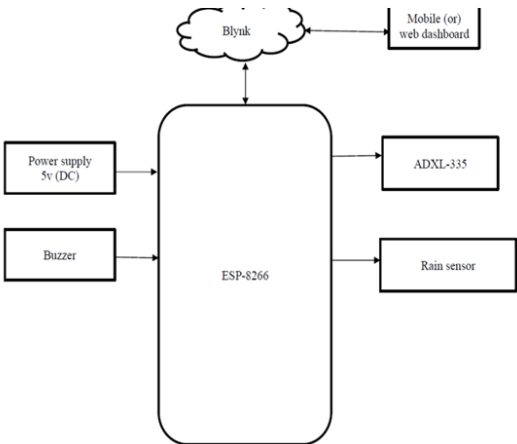 Blynk
Mobile (or)
web dashboard
Power supply
5v (DC)
ADXL-335
Buzzer
ESP-8266
Rain sensor